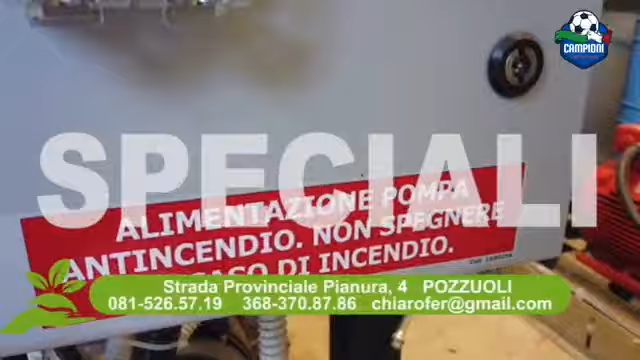 CAMPIONI
SPECIALI
ALIMENTAZIONE POMPA
ANTINCENDIO. NON SPEGNERE
CASO DI INCENDIO.
Strada Provinciale Pianura, 4 POZZUOLI
081-526.57.19 368-370.87.86 chiarofer@gmail.com